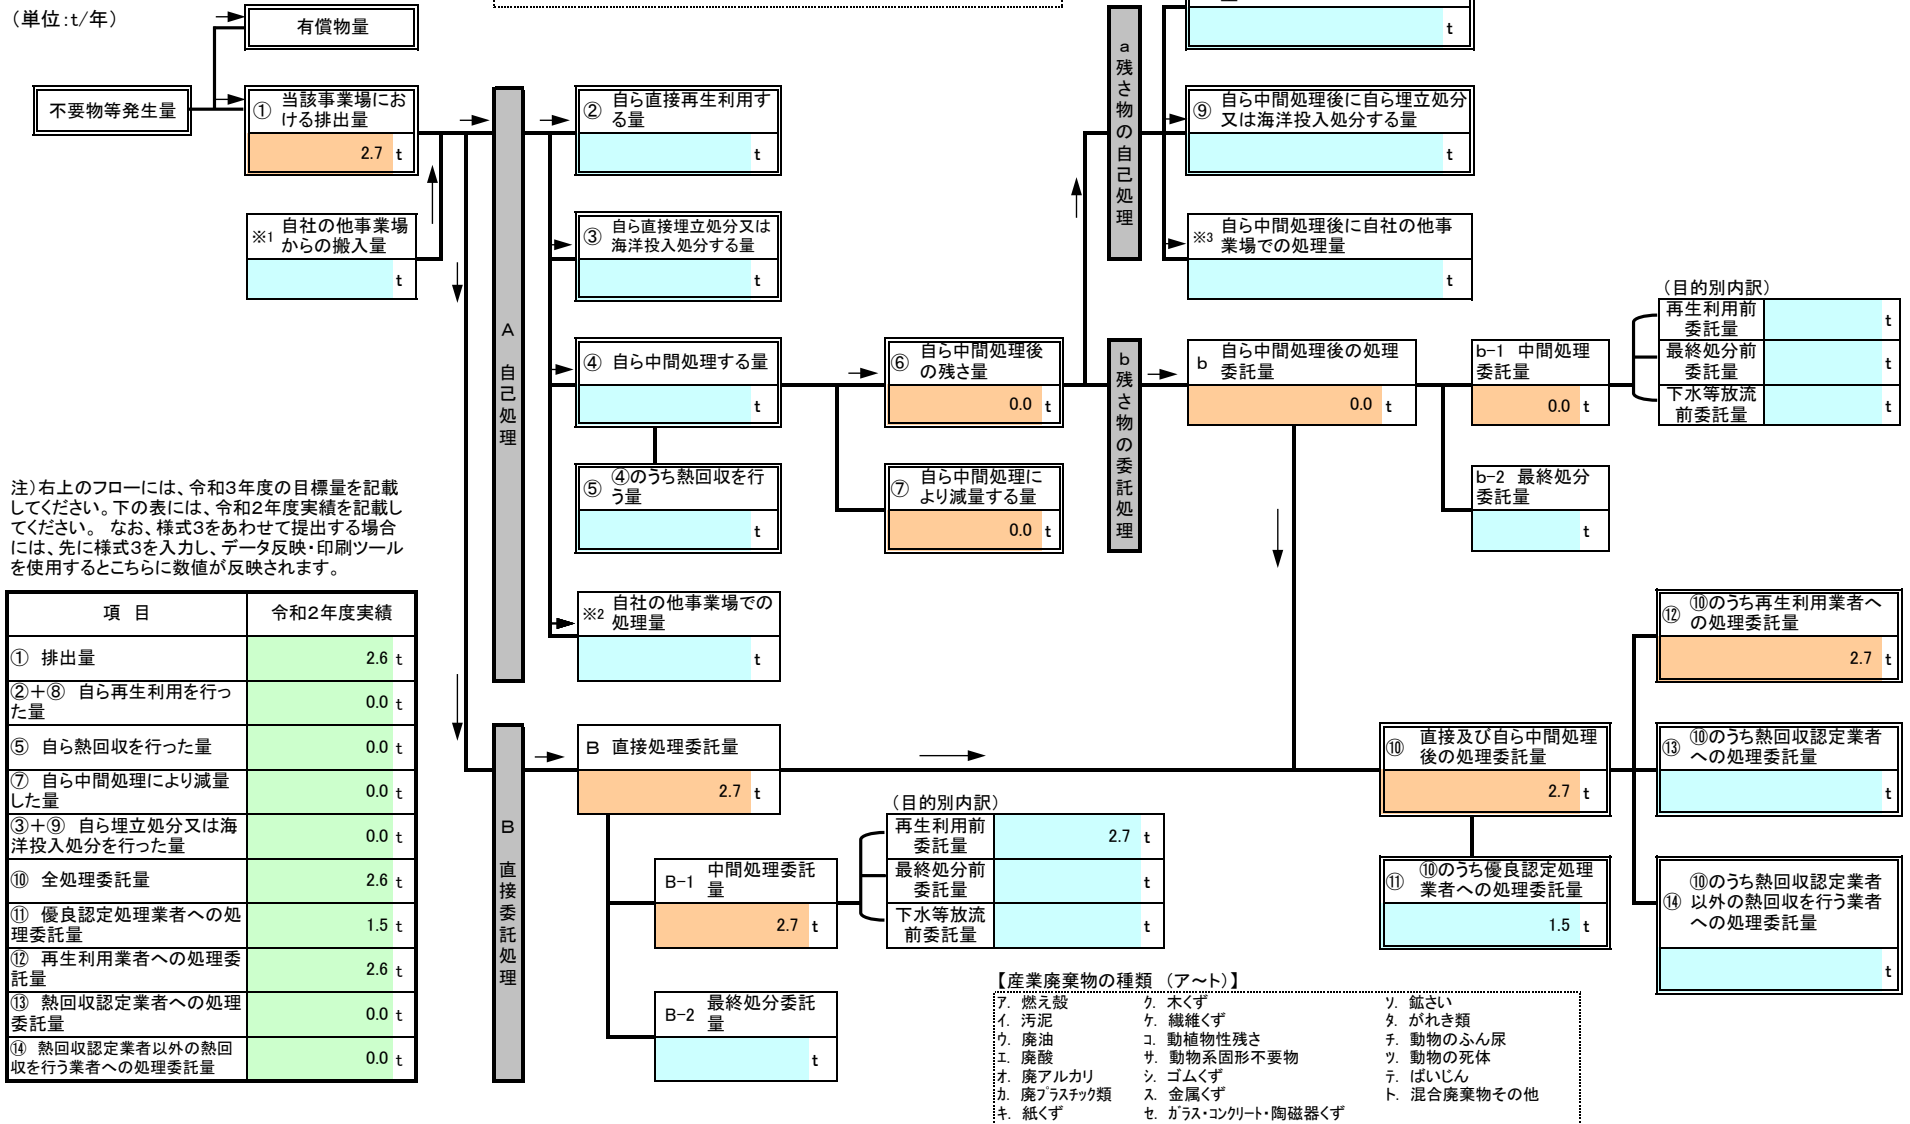 （単位:t/年）
有償物量
不要物等発生量
① 当該事業場にお
ける排出量
2.7 t
※1 自社の他事業場
からの搬入量
t
A 自己処理
② 自ら直接再生利用す
る量
t
③ 自ら直接埋立処分又は
海洋投入処分する量
t
④ 自ら中間処理する量
t
⑤ ④のうち熱回収を行
う量
t
※2 自社の他事業場での
処理量
t
⑥ 自ら中間処理後
の残さ量
0.0 t
⑦ 自ら中間処理に
より減量する量
0.0 t
a 残さ物の自己処理
t
⑨ 自ら中間処理後に自ら埋立処分
又は海洋投入処分する量
t
※3 自ら中間処理後に自社の他事
業場での処理量
t
b 残さ物の委託処理
b 自ら中間処理後の処理
委託量
0.0 t
b-1 中間処理
委託量
0.0 t
b-2 最終処分
委託量
t
（目的別内訳）
再生利用前
委託量
t
最終処分前
委託量
t
下水等放流
前委託量
t
注）右上のフローには、令和3年度の目標量を記載
してください。下の表には、令和2年度実績を記載し
てください。 なお、様式3をあわせて提出する場合
には、先に様式3を入力し、データ反映・印刷ツール
を使用するとこちらに数値が反映されます。
項 目 令和2年度実績
① 排出量 2.6 t
②＋⑧ 自ら再生利用を行っ
た量 0.0 t
⑤ 自ら熱回収を行った量 0.0 t
⑦ 自ら中間処理により減量
した量 0.0 t
③＋⑨ 自ら埋立処分又は海
洋投入処分を行った量 0.0 t
⑩ 全処理委託量 2.6 t
⑪ 優良認定処理業者への処
理委託量 1.5 t
⑫ 再生利用業者への処理委
託量 2.6 t
⑬ 熱回収認定業者への処理
委託量 0.0 t
⑭ 熱回収認定業者以外の熱回
収を行う業者への処理委託量 0.0 t
B 直接委託処理
B 直接処理委託量
2.7 t
B-1 中間処理委託
量
2.7 t
B-2 最終処分委託
量
t
（目的別内訳）
再生利用前
委託量
2.7 t
最終処分前
委託量
t
下水等放流
前委託量
t
⑩ 直接及び自ら中間処理
後の処理委託量
2.7 t
⑪ ⑩のうち優良認定処理
業者への処理委託量
1.5 t
⑫ ⑩のうち再生利用業者へ
の処理委託量
2.7 t
⑬ ⑩のうち熱回収認定業者
への処理委託量
t
⑭ ⑩のうち熱回収認定業者
以外の熱回収を行う業者
への処理委託量
t
【産業廃棄物の種類 （ア～ト）】
ア. 燃え殻 ク. 木くず ソ. 鉱さい
イ. 汚泥 ケ. 繊維くず タ. がれき類
ウ. 廃油 コ. 動植物性残さ チ. 動物のふん尿
エ. 廃酸 サ. 動物系固形不要物 ツ. 動物の死体
オ. 廃アルカリ シ. ゴムくず テ. ばいじん
カ. 廃プラスチック類 ス. 金属くず ト. 混合廃棄物その他
キ. 紙くず セ. ガラス・コンクリート・陶磁器くず